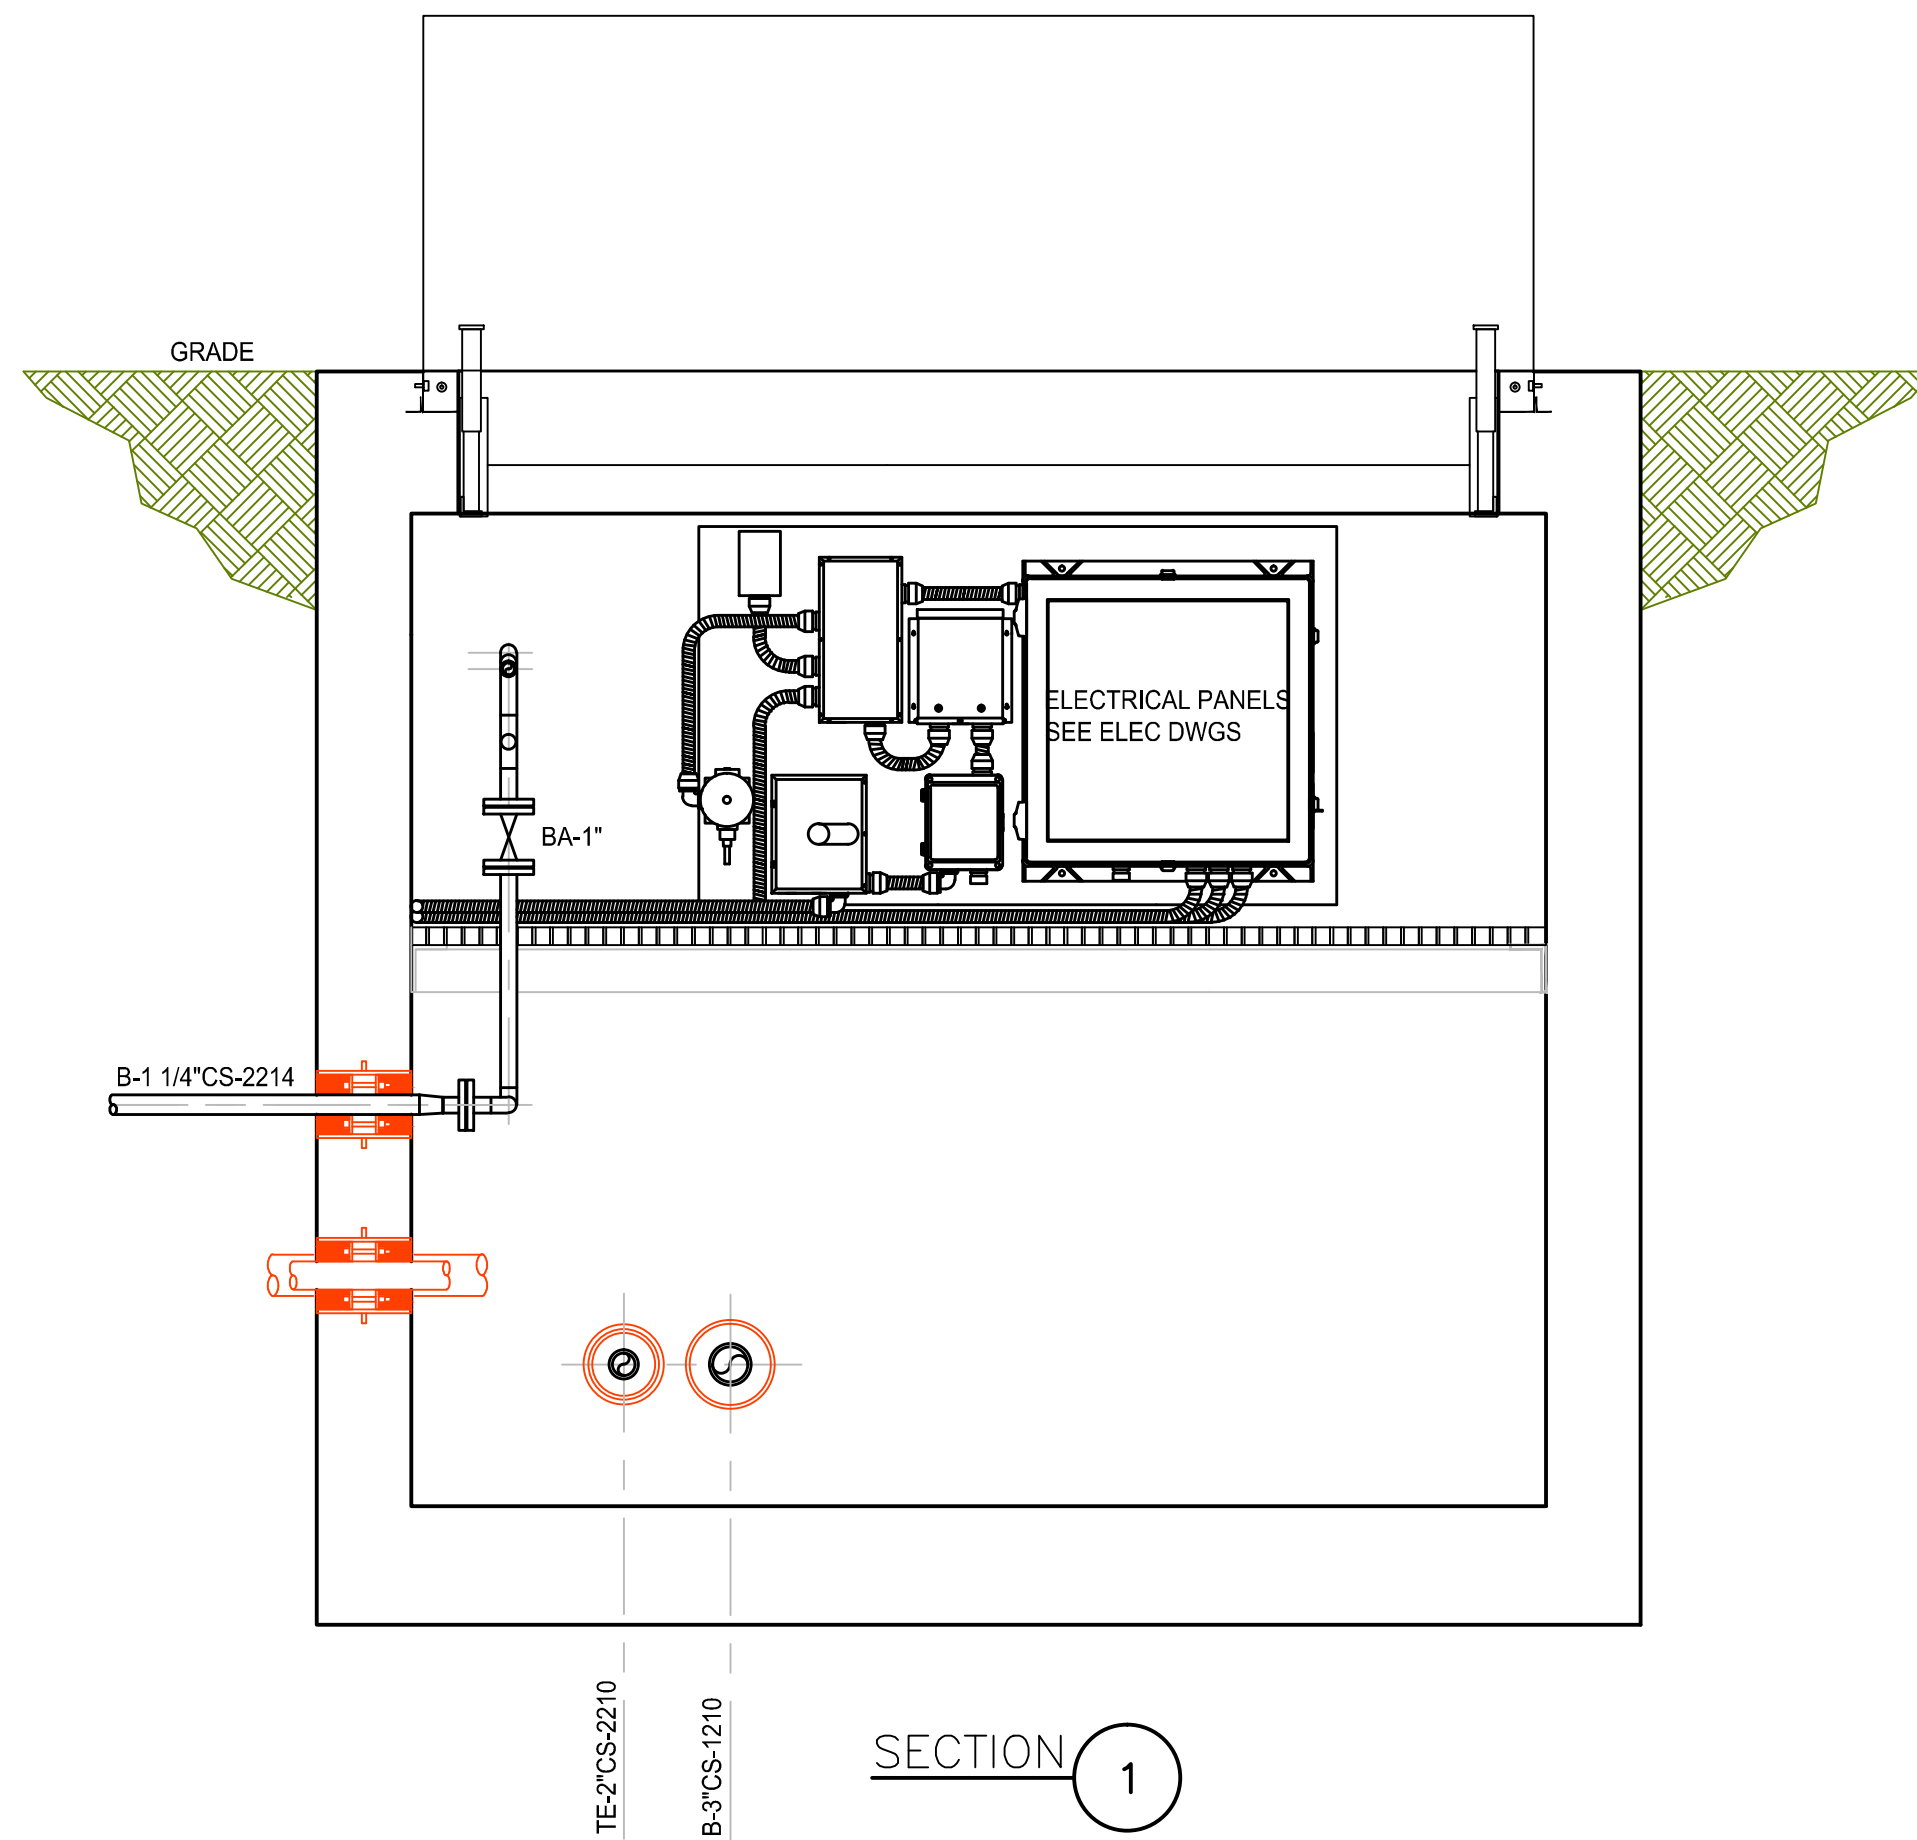 GRADE
ELECTRICAL PANELS
SEE ELEC DWGS
BA-1"
B-1 1/4"CS-2214
TE-2"CS-2210
B-3"CS-1210
SECTION
1